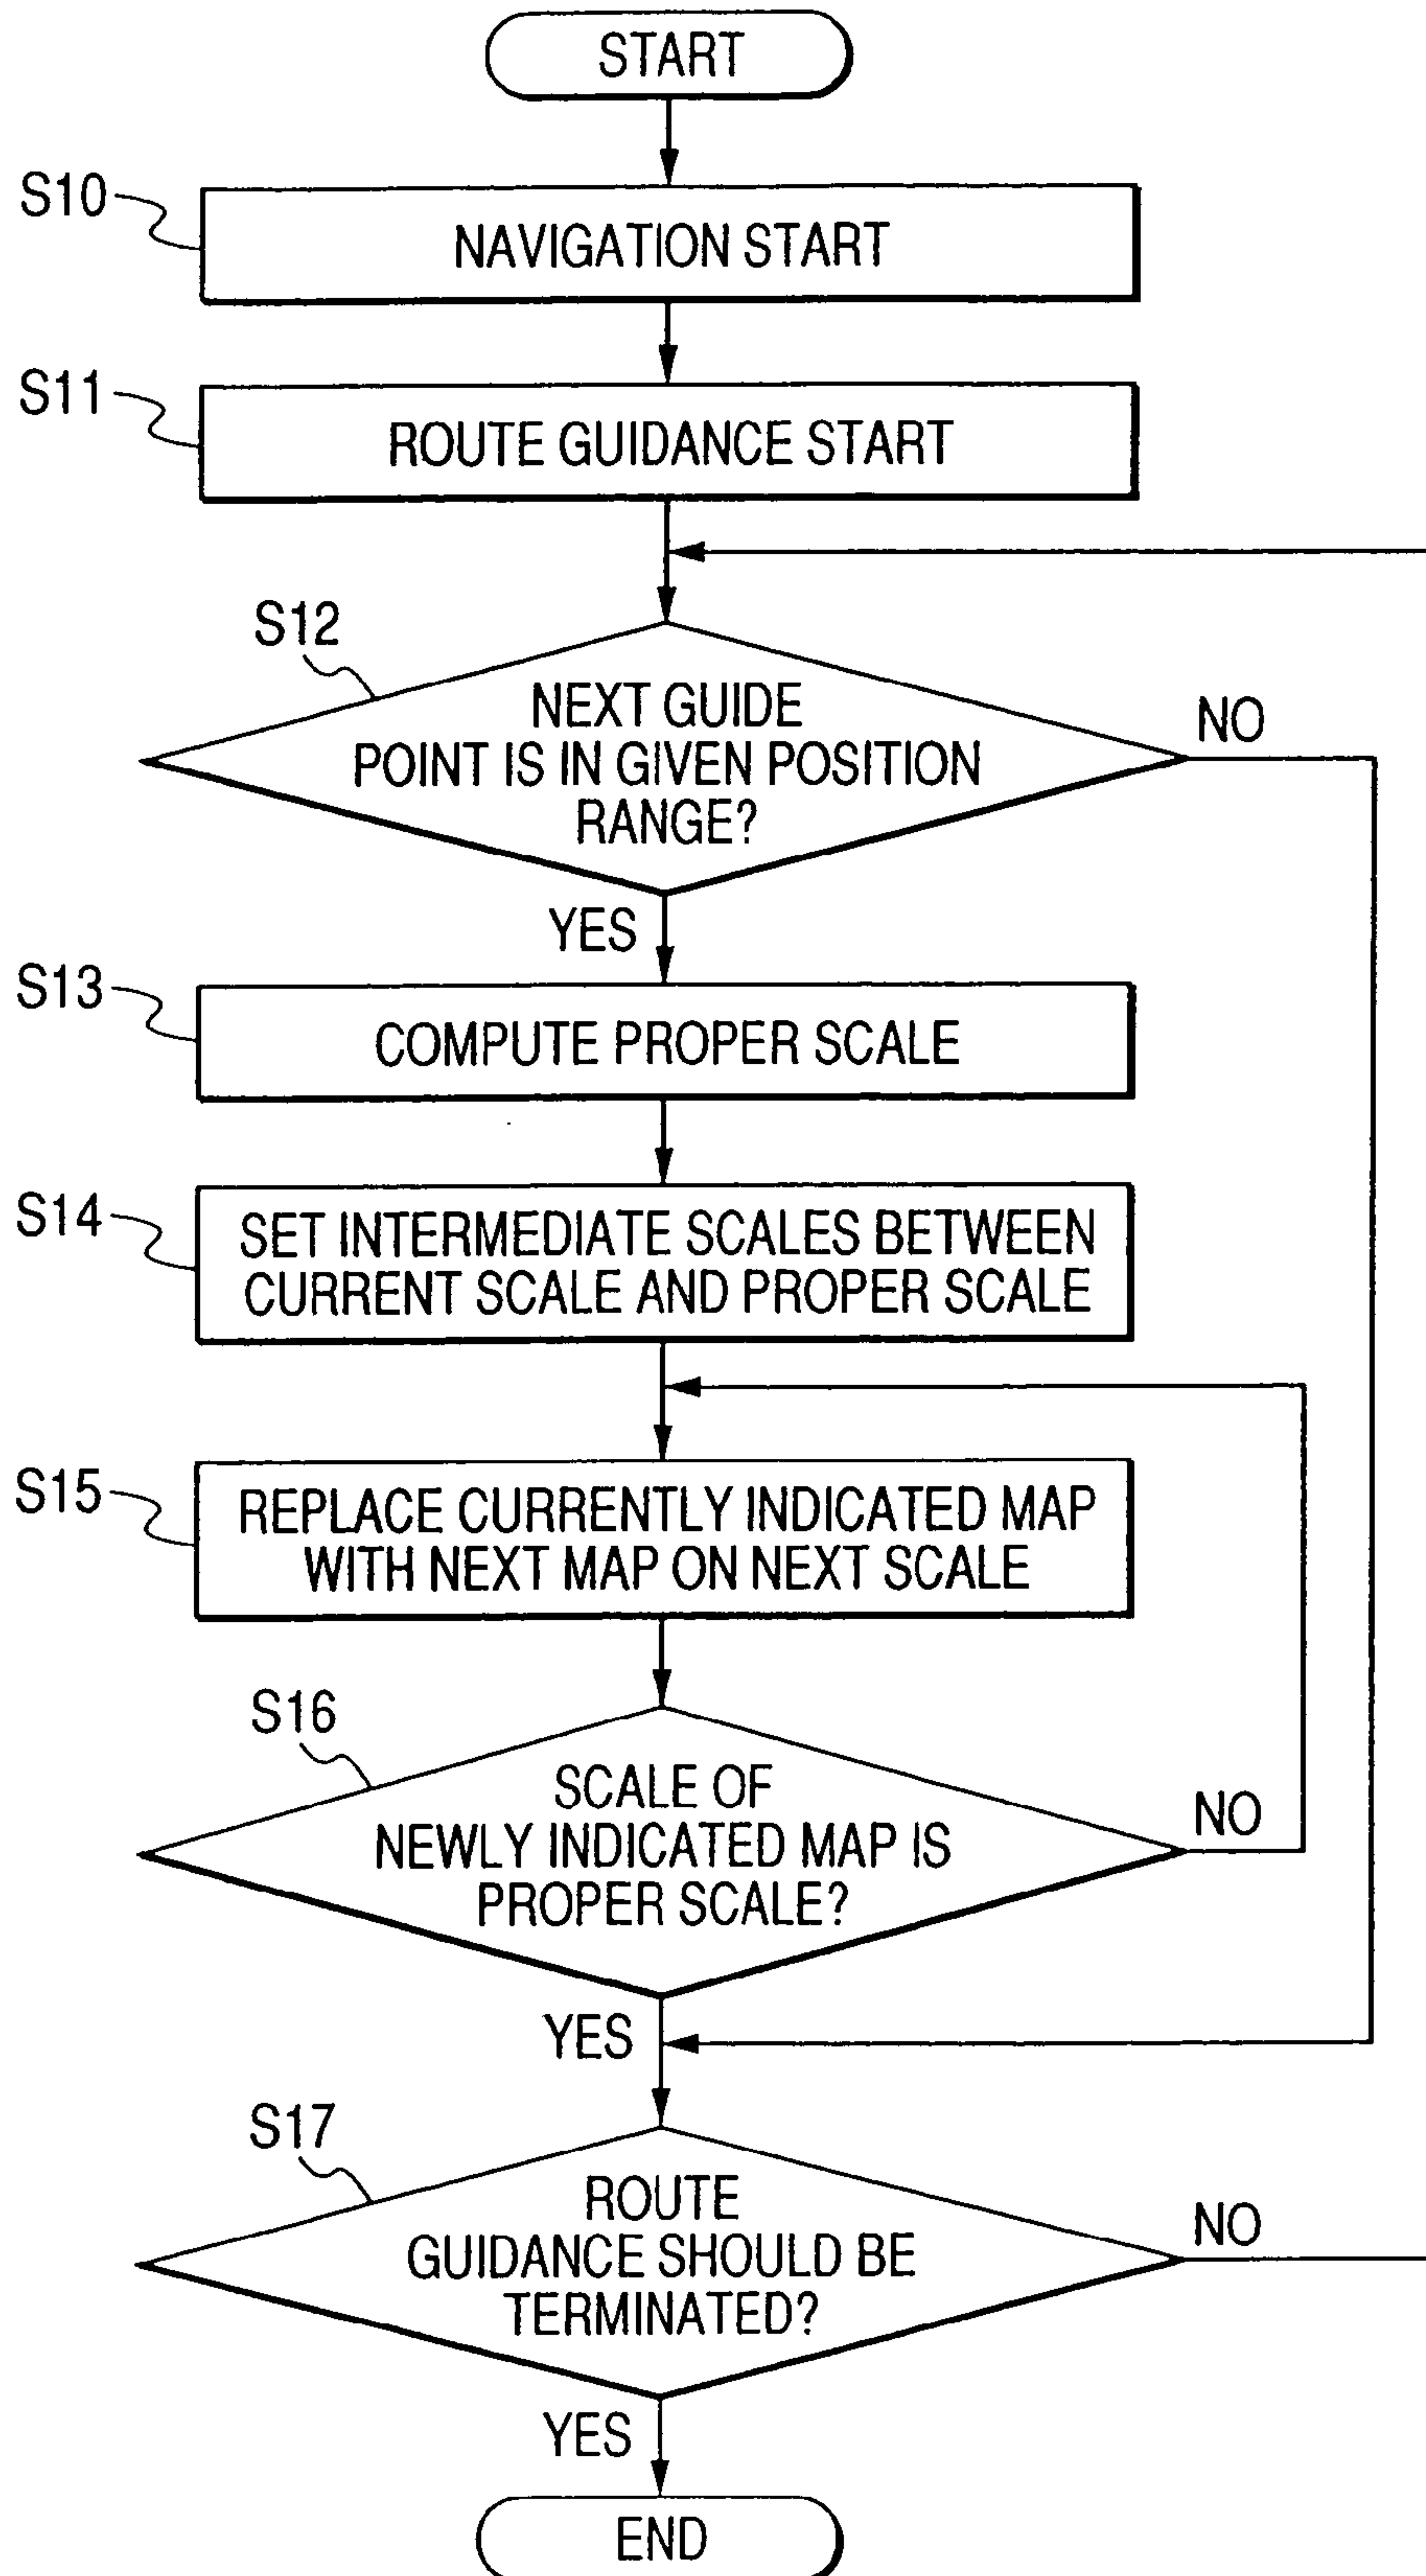 START
S10
NAVIGATION START
S11
ROUTE GUIDANCE START
S12
NEXT GUIDE
POINT IS IN GIVEN POSITION
RANGE?
NO
YES
S13
COMPUTE PROPER SCALE
S14
SET INTERMEDIATE SCALES BETWEEN
CURRENT SCALE AND PROPER SCALE
S15
REPLACE CURRENTLY INDICATED MAP
WITH NEXT MAP ON NEXT SCALE
S16
SCALE OF
NEWLY INDICATED MAP IS
PROPER SCALE?
NO
YES
S17
ROUTE
GUIDANCE SHOULD BE
TERMINATED?
NO
YES
END